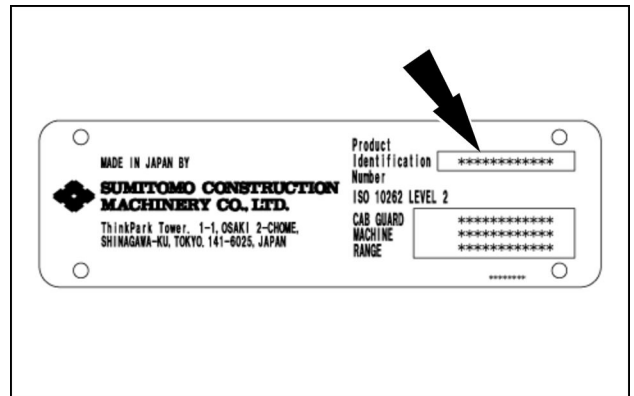 MADE IN JAPAN BY
SUMITOMO CONSTRUCTION
MACHINERY CO., LTD.
ThinkPark Tower. 1-1, OSAKI 2-CHOME,
SHINAGAWA-KU, TOKYO. 141-6025, JAPAN
Product
Identification ************
Number
ISO 10262 LEVEL 2
CAB GUARD ************
MACHINE ************
RANGE ************
********